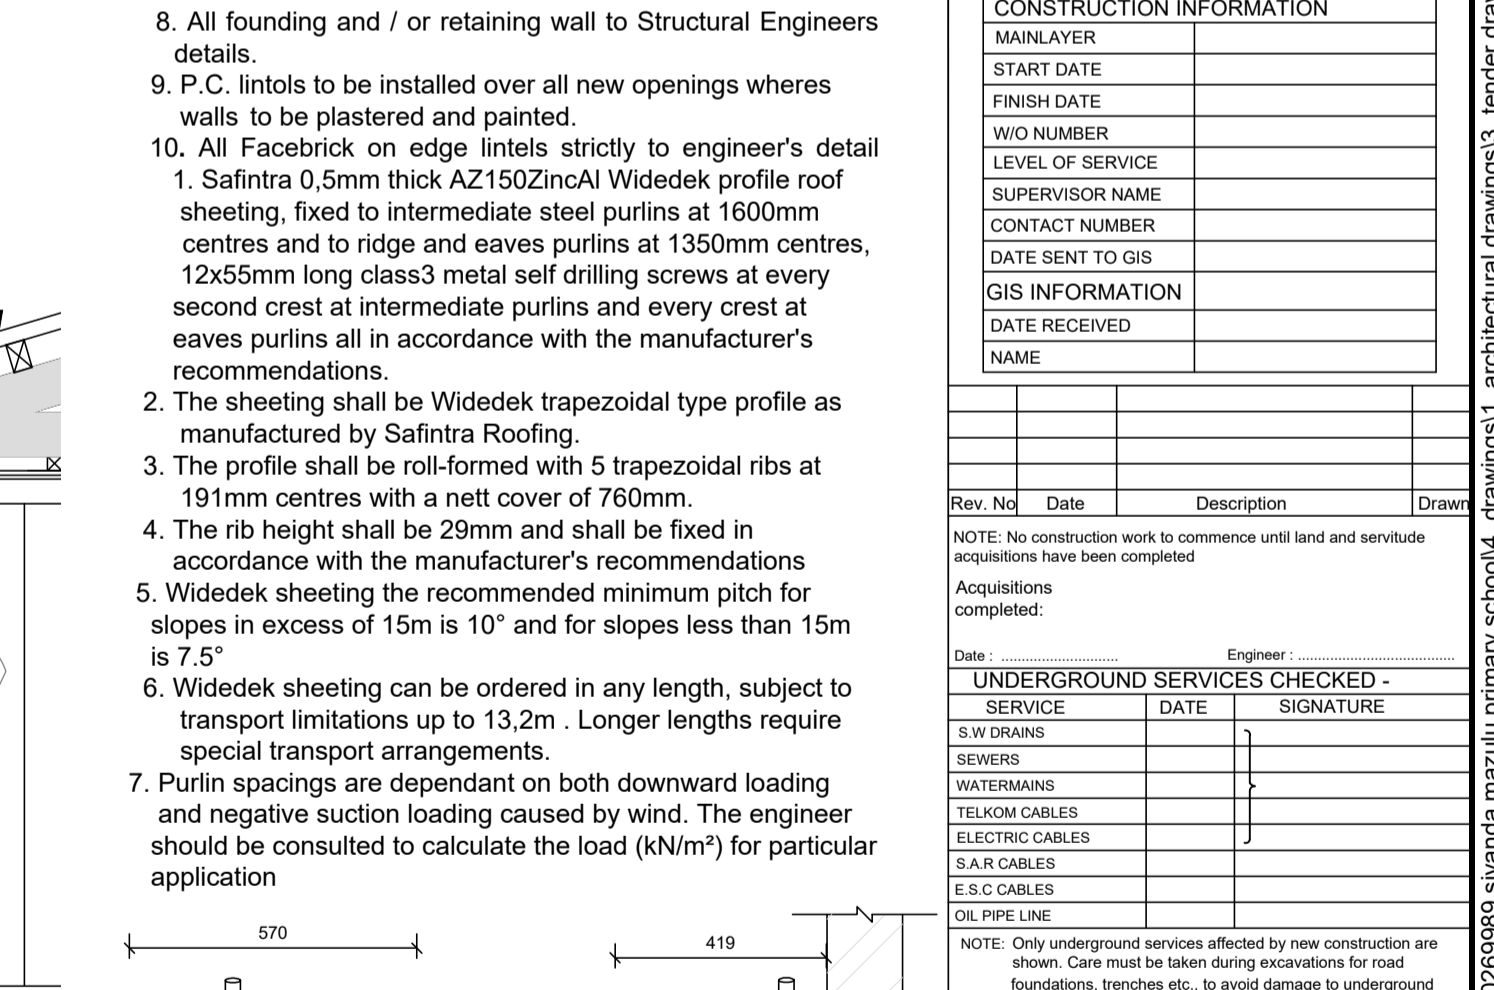 8. All founding and / or retaining wall to Structural Engineers
details.
9. P.C. lintols to be installed over all new openings wheres
walls to be plastered and painted.
10. All Facebrick on edge lintels strictly to engineer's detail
1. Safintra 0,5mm thick AZ150ZincAl Widedek profile roof
sheeting, fixed to intermediate steel purlins at 1600mm
centres and to ridge and eaves purlins at 1350mm centres,
12x55mm long class3 metal self drilling screws at every
second crest at intermediate purlins and every crest at
eaves purlins all in accordance with the manufacturer's
recommendations.
2. The sheeting shall be Widedek trapezoidal type profile as
manufactured by Safintra Roofing.
3. The profile shall be roll-formed with 5 trapezoidal ribs at
191mm centres with a nett cover of 760mm.
4. The rib height shall be 29mm and shall be fixed in
accordance with the manufacturer's recommendations
5. Widedek sheeting the recommended minimum pitch for
slopes in excess of 15m is 10° and for slopes less than 15m
is 7.5°
6. Widedek sheeting can be ordered in any length, subject to
transport limitations up to 13,2m . Longer lengths require
special transport arrangements.
7. Purlin spacings are dependant on both downward loading
and negative suction loading caused by wind. The engineer
should be consulted to calculate the load (kN/m²) for particular
application
570
419
CONSTRUCTION INFORMATION
MAINLAYER
START DATE
FINISH DATE
W/O NUMBER
LEVEL OF SERVICE
SUPERVISOR NAME
CONTACT NUMBER
DATE SENT TO GIS
GIS INFORMATION
DATE RECEIVED
NAME
Rev. No Date Description Drawn
NOTE: No construction work to commence until land and servitude
acquisitions have been completed
Acquisitions
completed:
Date : ............................ Engineer : ......................................
UNDERGROUND SERVICES CHECKED -
SERVICE DATE SIGNATURE
S.W DRAINS
SEWERS
WATERMAINS
TELKOM CABLES
ELECTRIC CABLES
S.A.R CABLES
E.S.C CABLES
OIL PIPE LINE
NOTE: Only underground services affected by new construction are
shown. Care must be taken during excavations for road
foundations, trenches etc., to avoid damage to underground
0269989 siyanda mazulu primary school\4_drawings\1_architectural drawings\3_tender